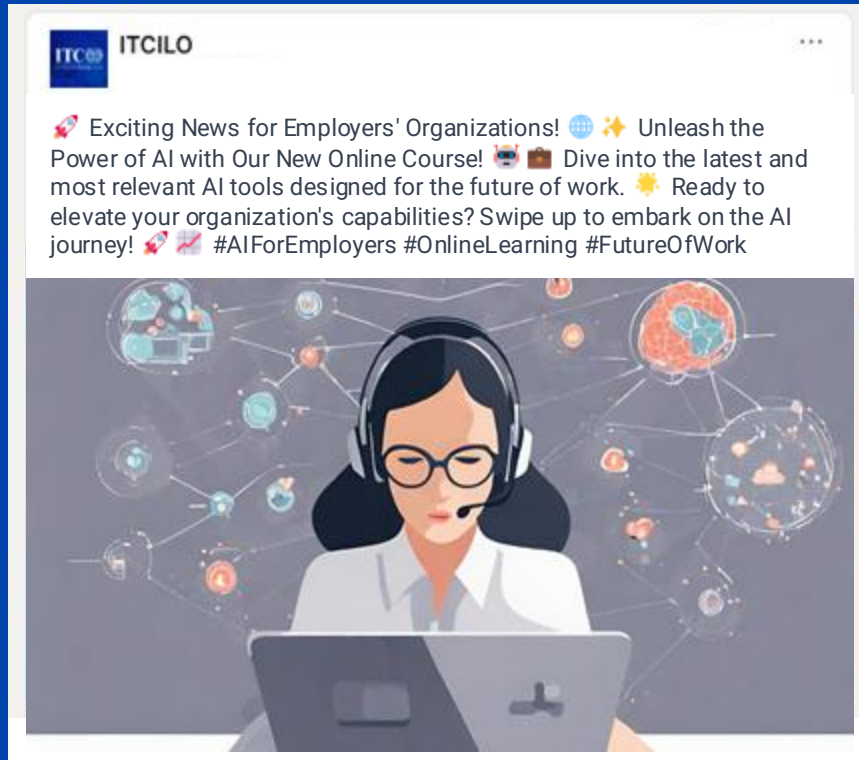 ITCILO
🚀 Exciting News for Employers' Organizations! 🌐 ✨ Unleash the
Power of AI with Our New Online Course! 🤖 💼 Dive into the latest and
most relevant AI tools designed for the future of work. 🌟 Ready to
elevate your organization's capabilities? Swipe up to embark on the AI
journey! 🚀 📈 #AIForEmployers #OnlineLearning #FutureOfWork